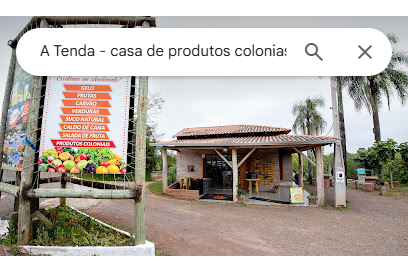 A Tenda - casa de produtos colonias
GELO
FRUTAS
CARVÃO
VERDURAS
SUCO NATURAL
CALDO DE CANA
SALADA DE FRUTA
PRODUTOS COLONIAIS